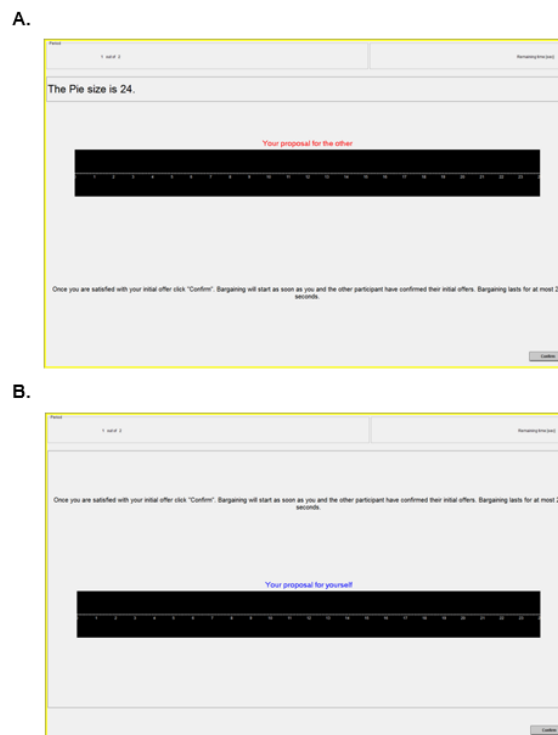 A.
Period
1 out of 2
Remaining time [sec]
The Pie size is 24.
Your proposal for the other
1 2 3 4 5 6 7 8 9 10 11 12 13 14 15 16 17 18 19 20 21 22 23
Once you are satisfied with your initial offer click "Confirm". Bargaining will start as soon as you and the other participant have confirmed their initial offers. Bargaining lasts for at most 2
seconds.
Confirm
B.
Period
1 out of 2
Remaining time [sec]
Once you are satisfied with your initial offer click "Confirm". Bargaining will start as soon as you and the other participant have confirmed their initial offers. Bargaining lasts for at most 2
seconds.
Your proposal for yourself
1 2 3 4 5 6 7 8 9 10 11 12 13 14 15 16 17 18 19 20 21 22 23
Confirm